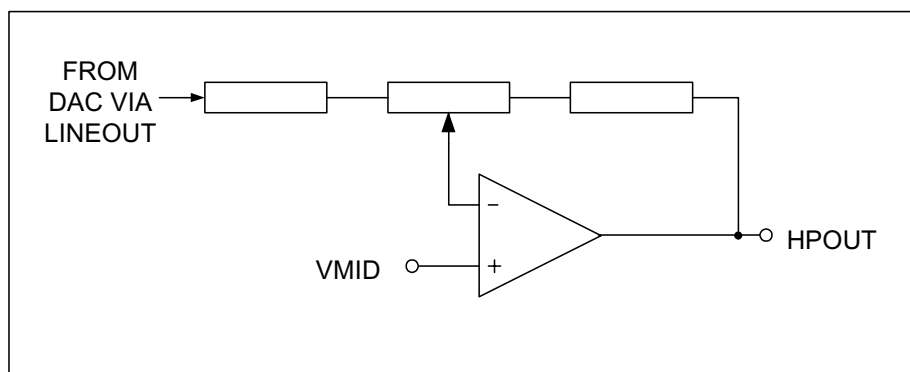 FROM
DAC VIA
LINEOUT
−
VMID
+
HPOUT